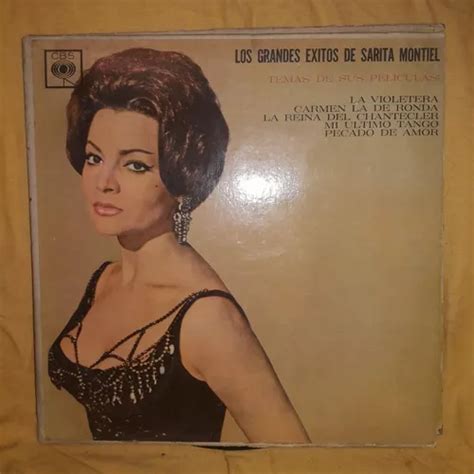 CBS
LOS GRANDES EXITOS DE SARITA MONTIEL
TEMAS DE SUS PELICULAS:
LA VIOLETERA
CARMEN LA DE RONDA
LA REINA DEL CHANTECLER
MI ULTIMO TANGO
PECADO DE AMOR